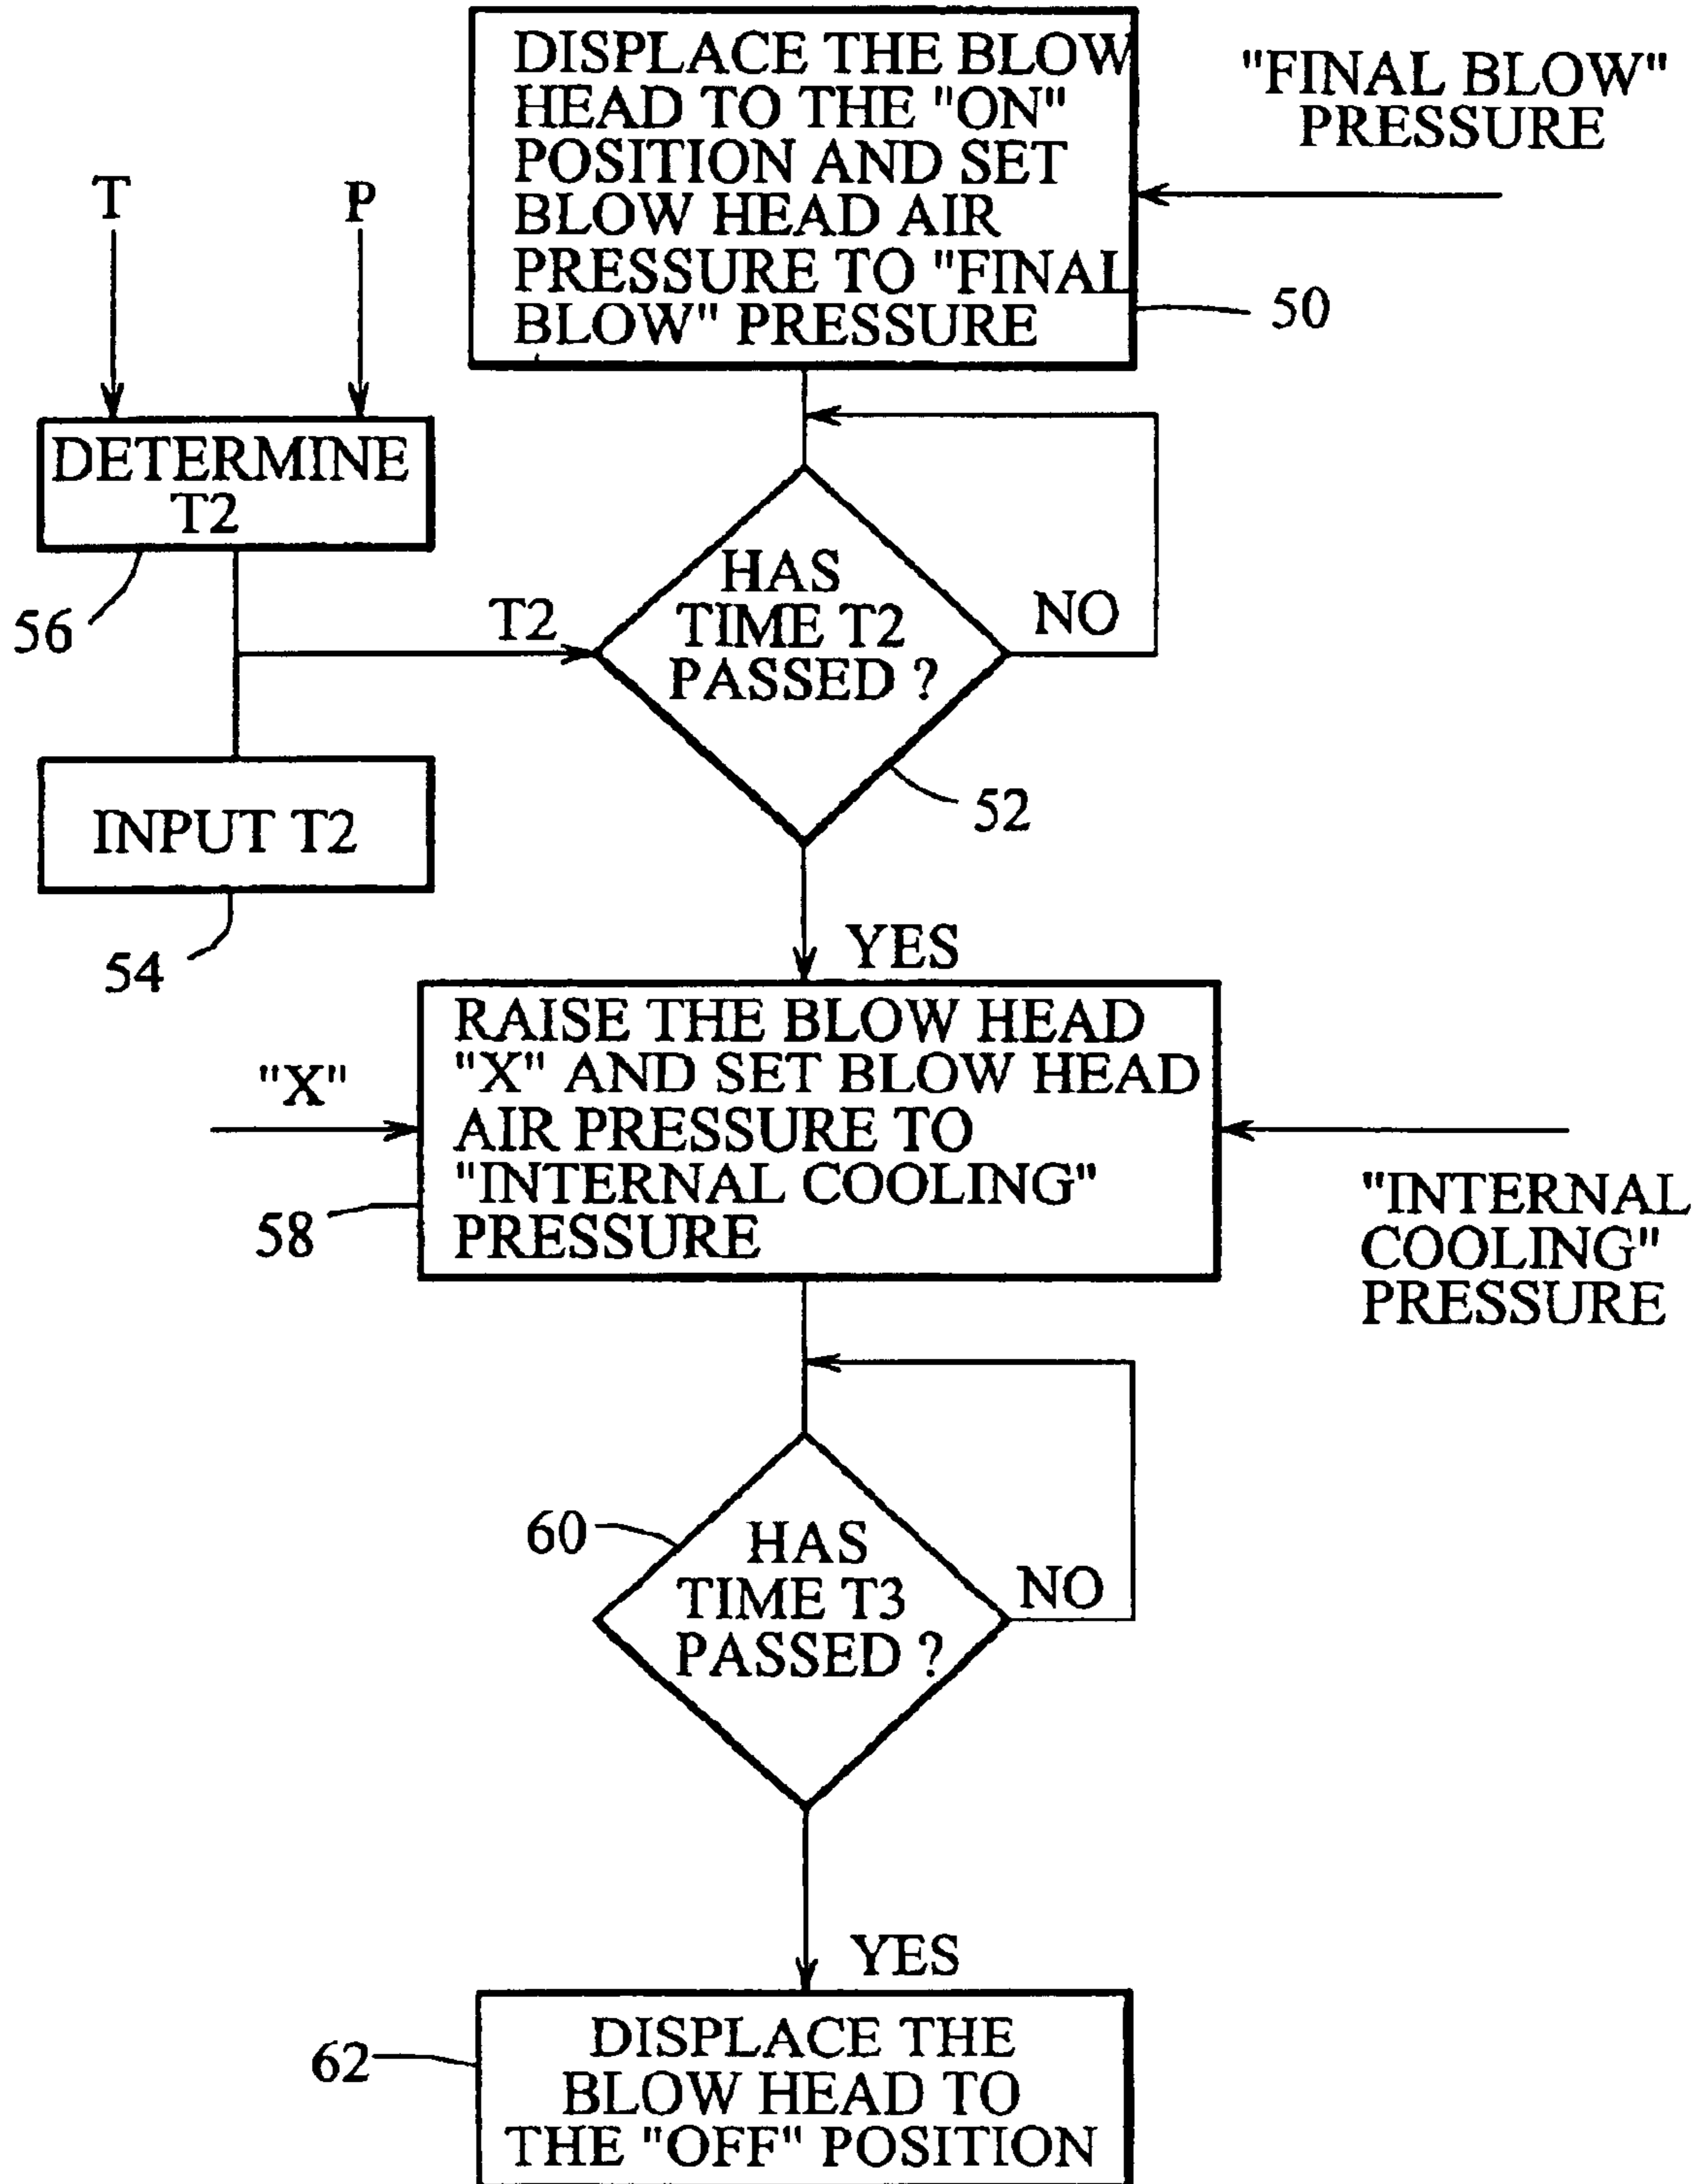 DISPLACE THE BLOW
HEAD TO THE "ON"
POSITION AND SET
BLOW HEAD AIR
PRESSURE TO "FINAL
BLOW" PRESSURE
"FINAL BLOW"
PRESSURE
50
T
P
DETERMINE
T2
56
T2
HAS
TIME T2
PASSED ?
NO
52
INPUT T2
54
YES
RAISE THE BLOW HEAD
"X" AND SET BLOW HEAD
AIR PRESSURE TO
"INTERNAL COOLING"
PRESSURE
"X"
58
"INTERNAL
COOLING"
PRESSURE
60
HAS
TIME T3
PASSED ?
NO
YES
62
DISPLACE THE
BLOW HEAD TO
THE "OFF" POSITION